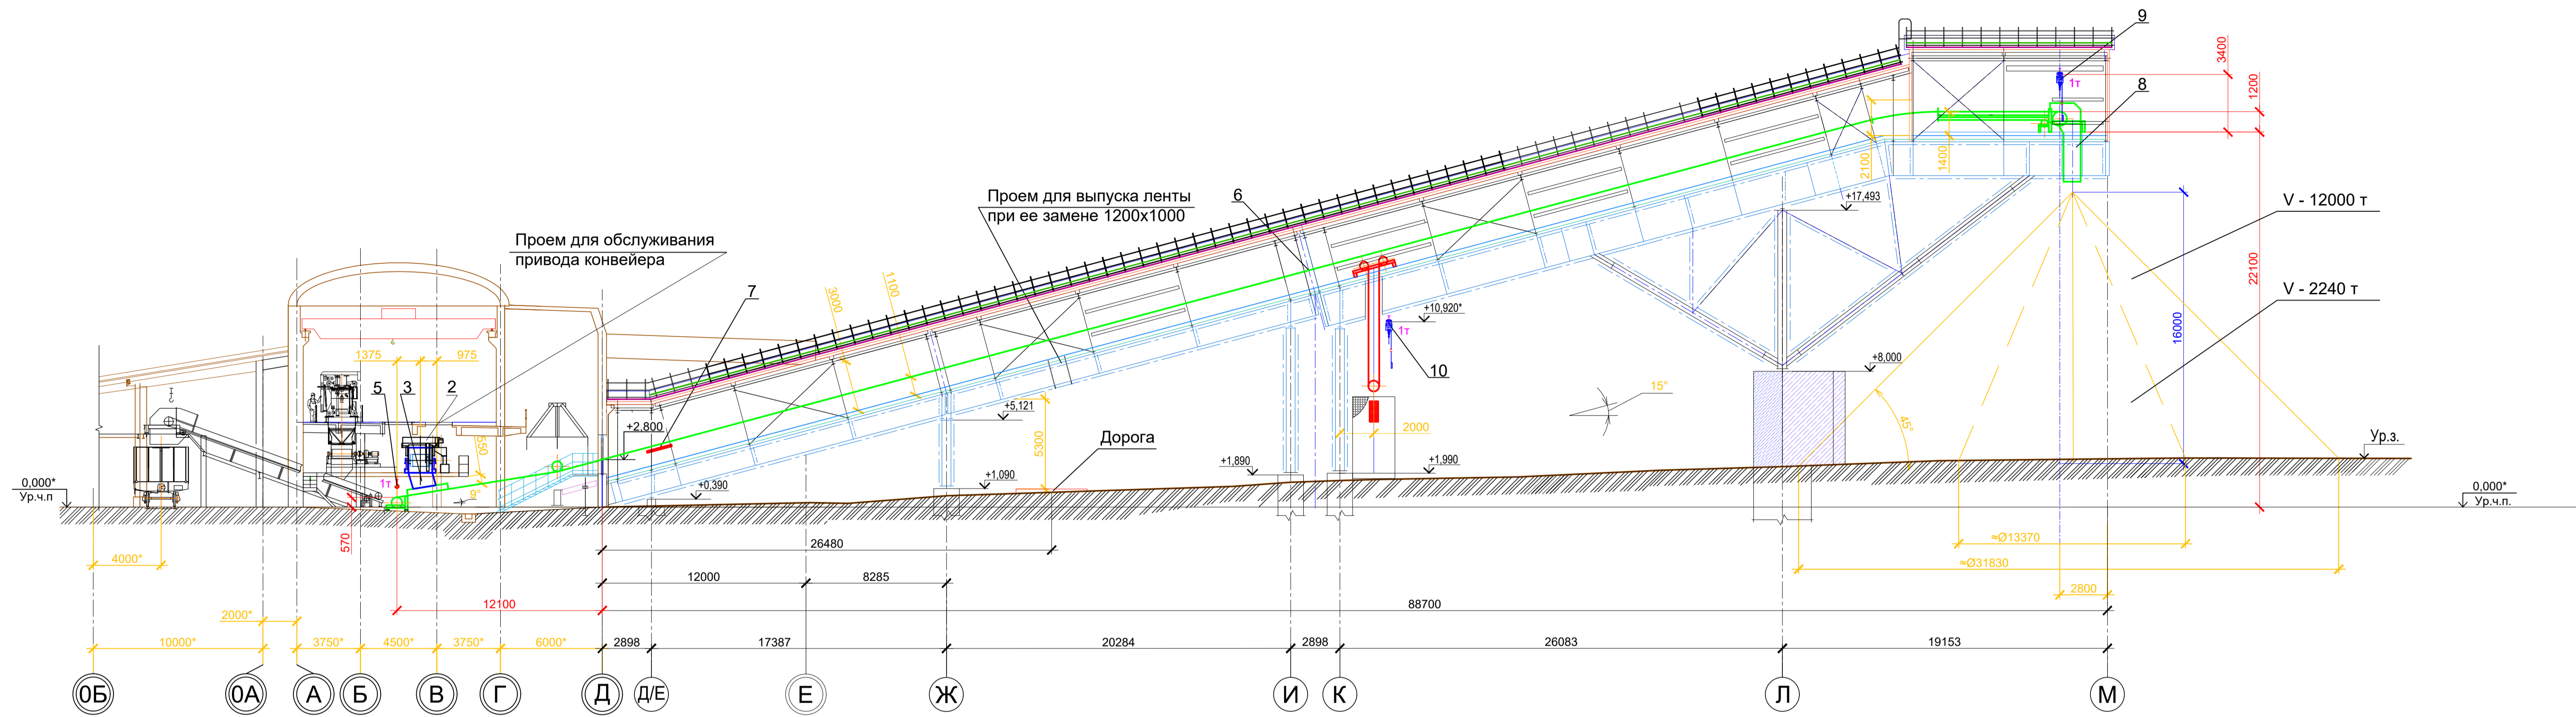 9
3400
1т
8
1200
2100
1400
Проем для выпуска ленты
при ее замене 1200х1000
6
+17,493
V - 12000 т
Проем для обслуживания
привода конвейера
22100
V - 2240 т
7
3000
1100
+10,920*
1т
16000
1375
975
10
+8,000
5
3
2
15°
+5,121
+2,800
550
5300
Дорога
2000
45°
Ур.з.
+1,890
+1,990
1т
9°
0,000*
Ур.ч.п
+0,390
+1,090
0,000*
Ур.ч.п.
570
26480
≈Ø13370
4000*
≈Ø31830
12000
8285
2800
12100
88700
2000*
10000*
3750*
4500*
3750*
6000*
2898
17387
20284
2898
26083
19153
0Б
0А
А
Б
В
Г
Д
Д/Е
Е
Ж
И
К
Л
М